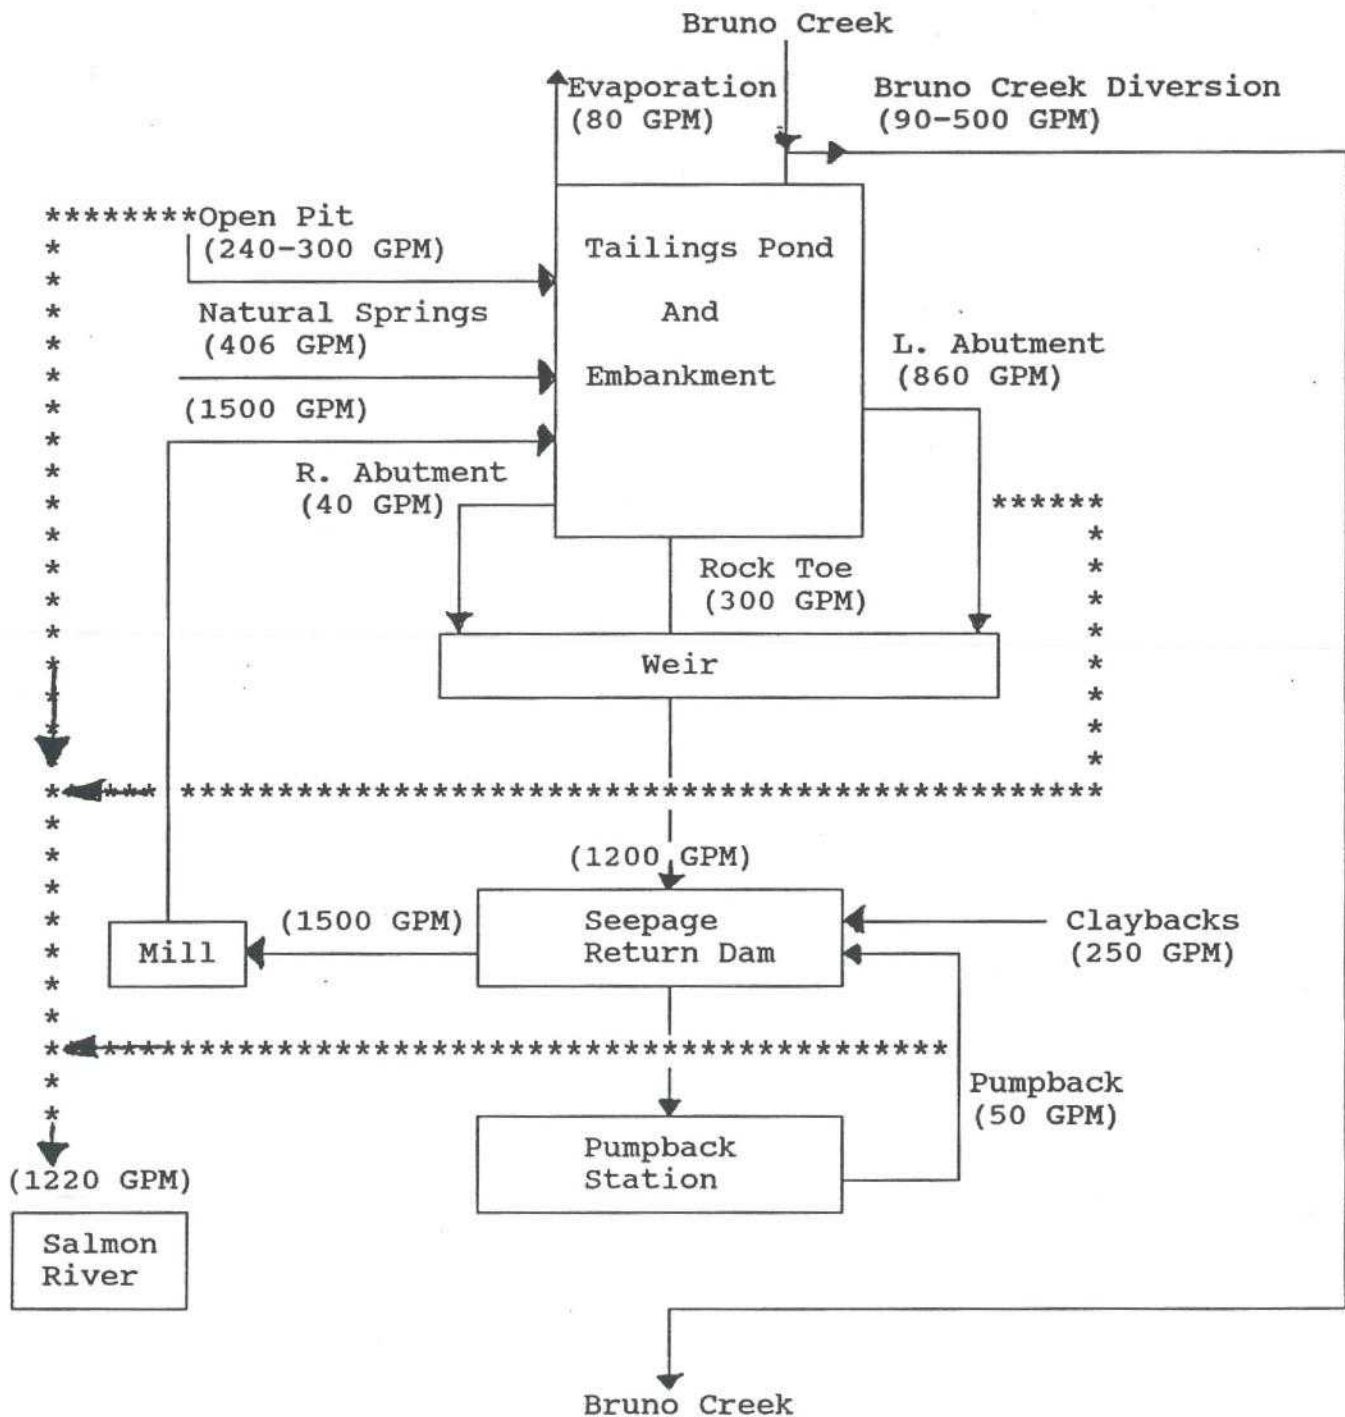 Bruno Creek
Evaporation
(80 GPM)
Bruno Creek Diversion
(90-500 GPM)
********Open Pit
(240-300 GPM)
Tailings Pond
And
Embankment
Natural Springs
(406 GPM)
L. Abutment
(860 GPM)
(1500 GPM)
R. Abutment
(40 GPM)
Rock Toe
(300 GPM)
Weir
(1200 GPM)
(1500 GPM)
Seepage
Return Dam
Claybacks
(250 GPM)
Mill
Pumpback
(50 GPM)
Pumpback
Station
(1220 GPM)
Salmon
River
Bruno Creek